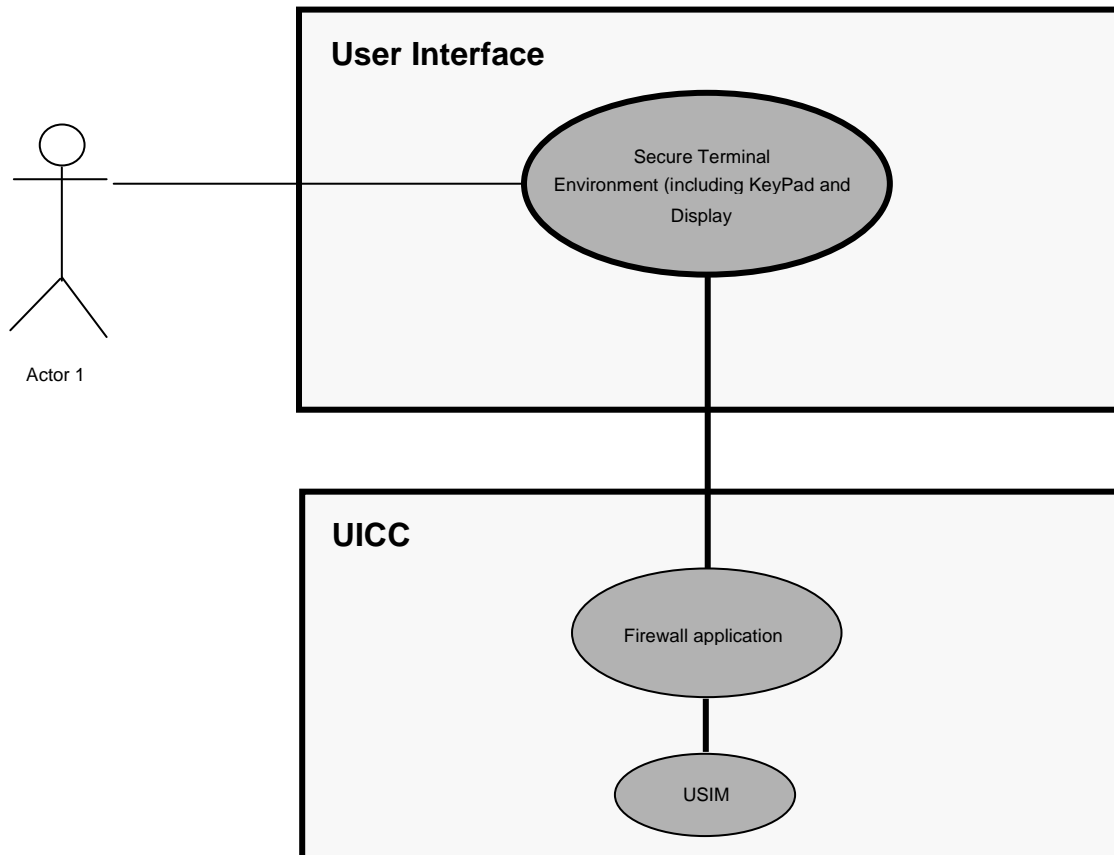 User Interface
Secure Terminal
Environment (including KeyPad and
Display
Actor 1
UICC
Firewall application
USIM